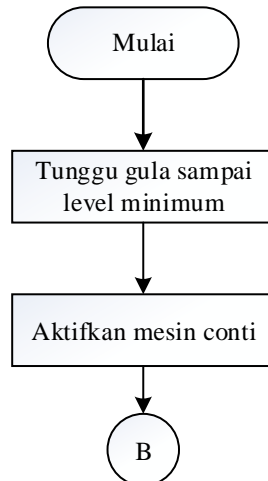 Mulai
Tunggu gula sampai
level minimum
Aktifkan mesin conti
B